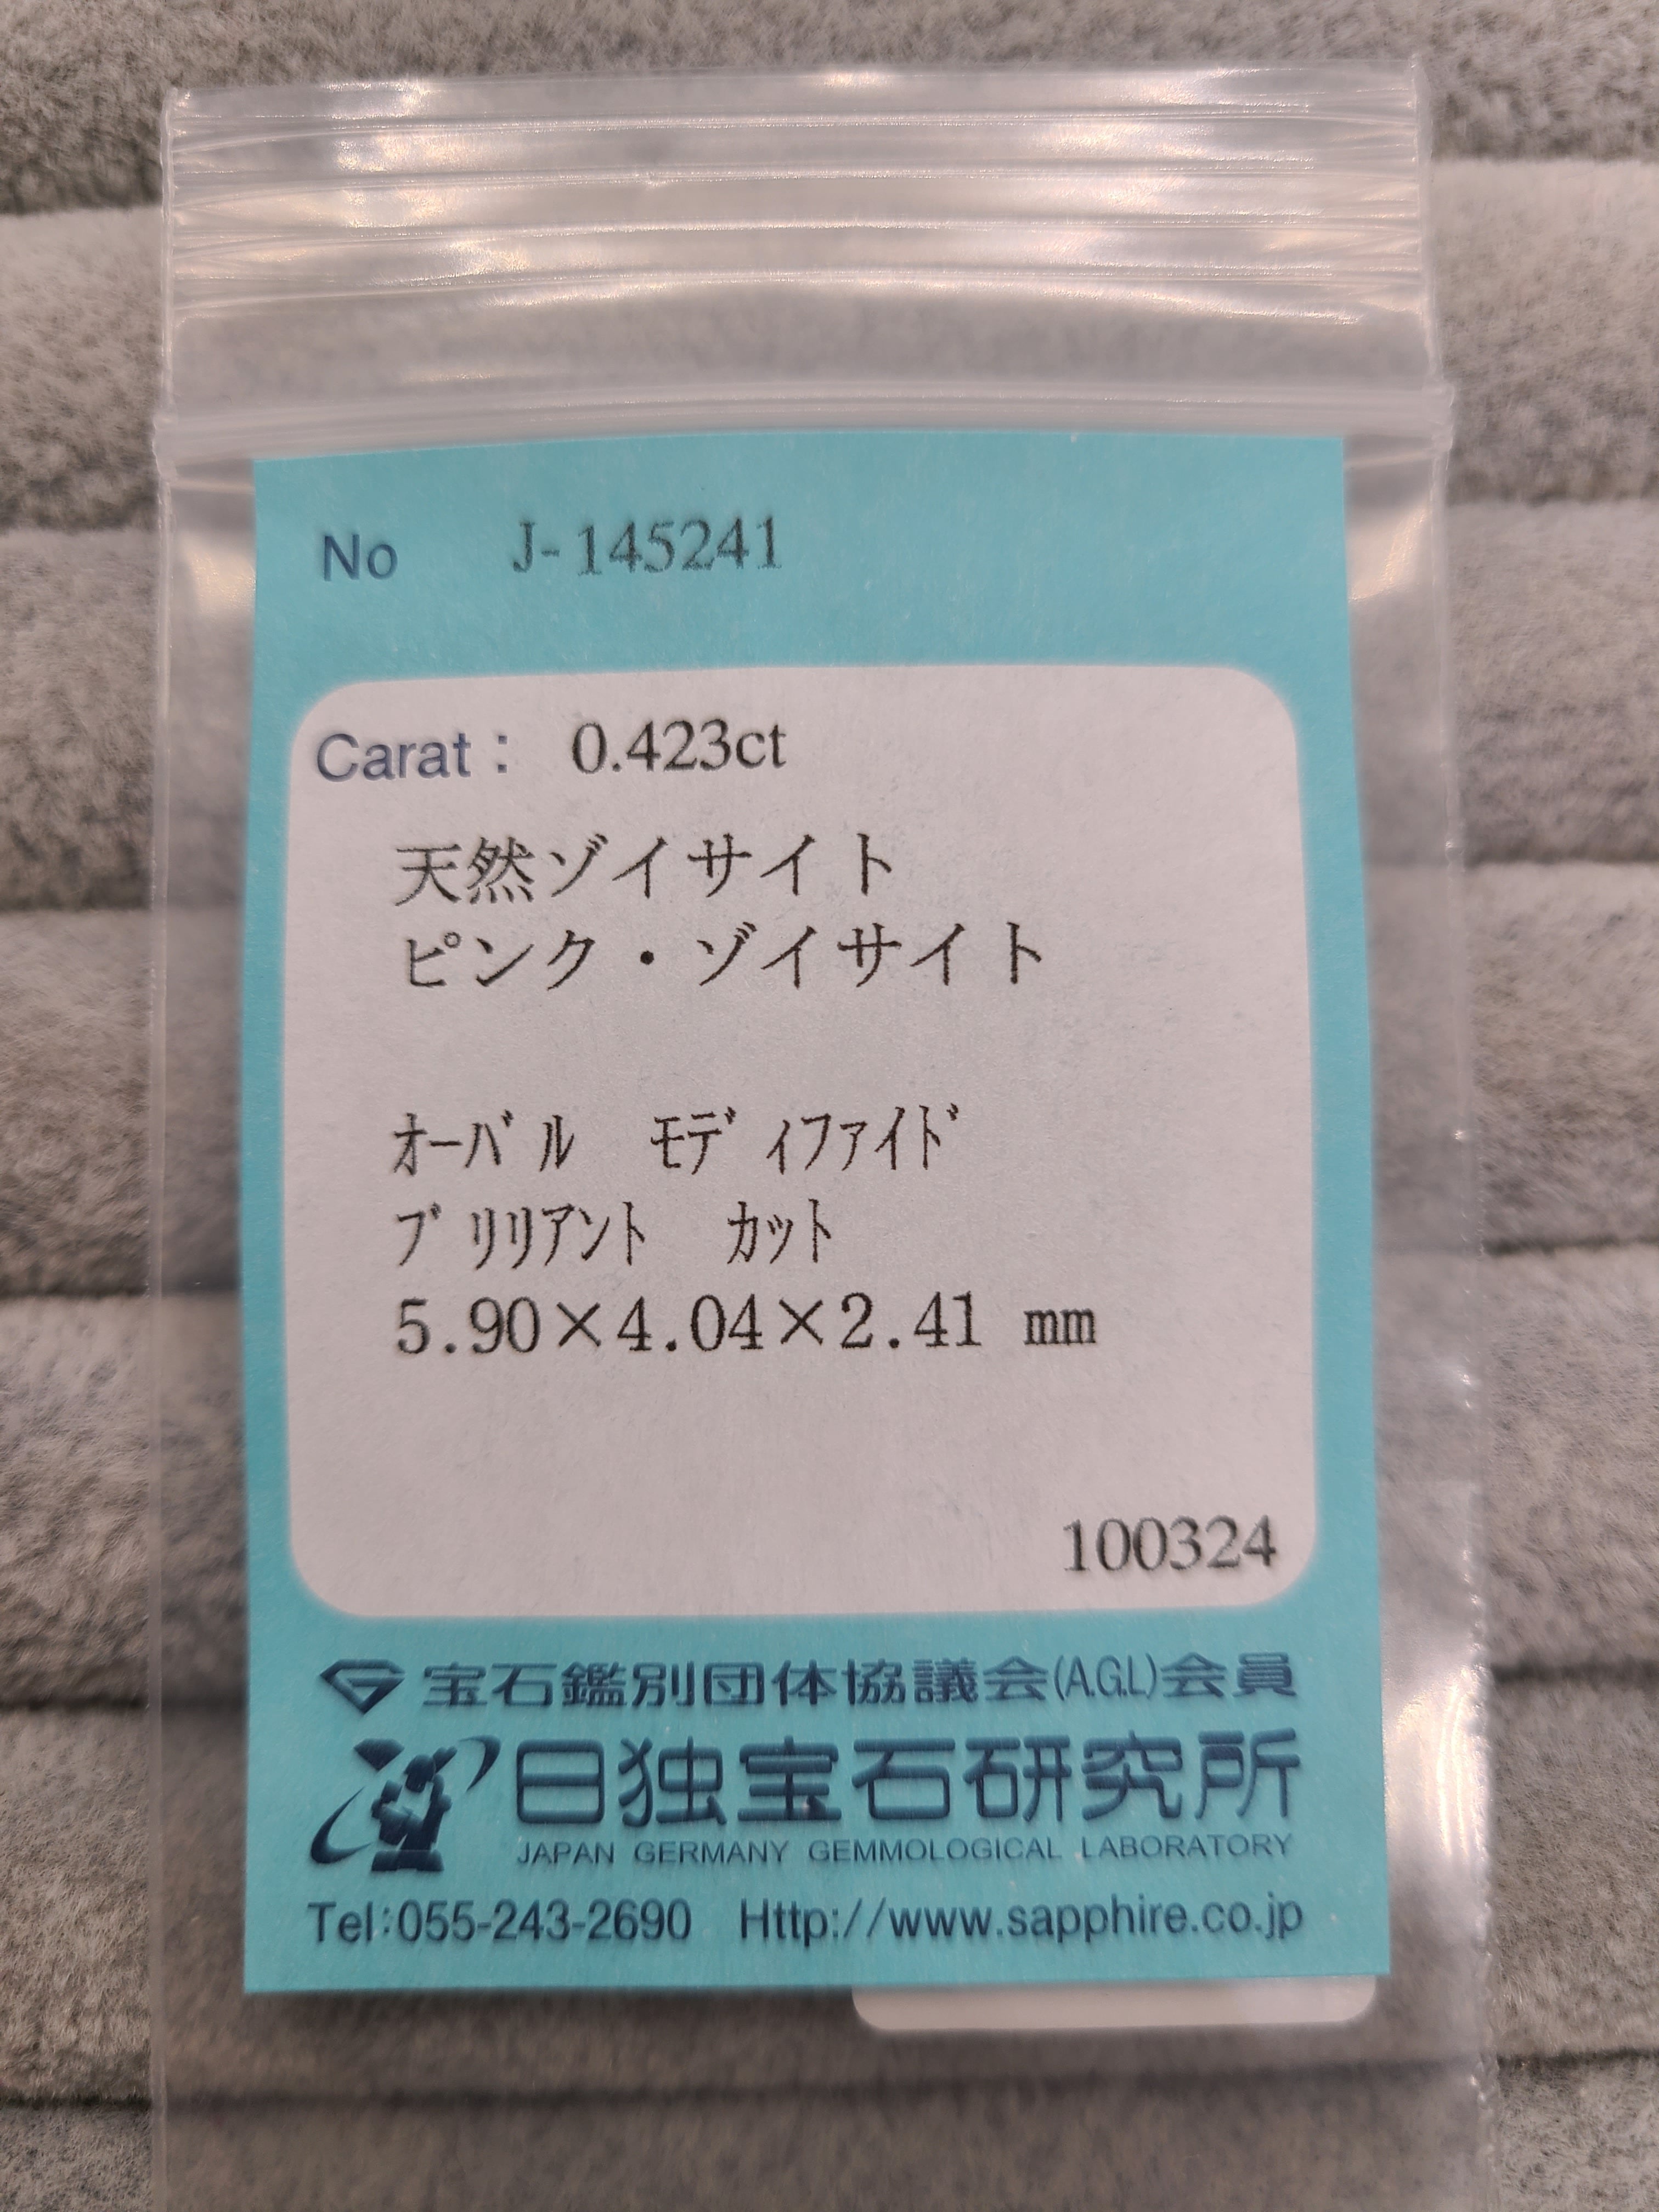 No J-145241
Carat： 0.423ct
天然ゾイサイト
ピンク・ゾイサイト
ｵｰﾊﾞﾙ ﾓﾃﾞｨﾌｧｲﾄﾞ
ﾌﾞﾘﾘｱﾝﾄ ｶｯﾄ
5.90×4.04×2.41 mm
100324
宝石鑑別団体協議会(A.G.L)会員
日独宝石研究所
JAPAN GERMANY GEMMOLOGICAL LABORATORY
Tel:055-243-2690 Http://www.sapphire.co.jp